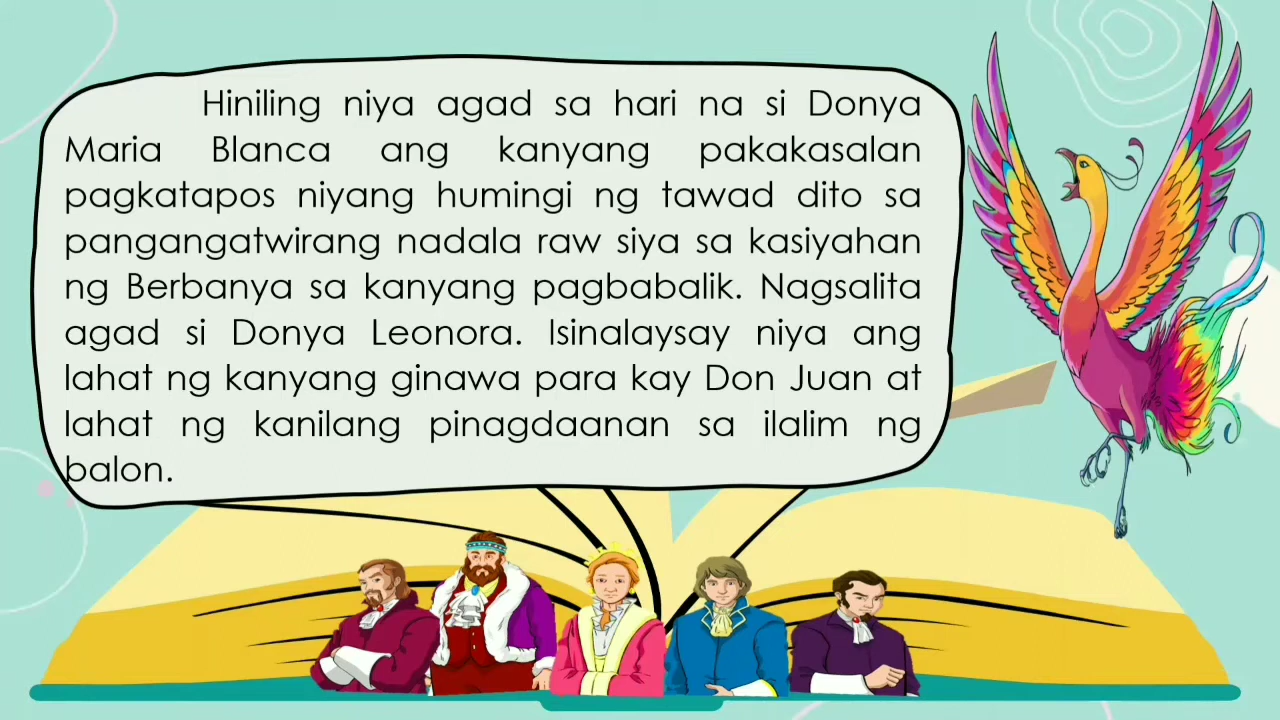 Hiniling niya agad sa hari na si Donya
Maria Blanca ang kanyang pakakasalan
pagkatapos niyang humingi ng tawad dito sa
pangangatwirang nadala raw siya sa kasiyahan
ng Berbanya sa kanyang pagbabalik. Nagsalita
agad si Donya Leonora. Isinalaysay niya ang
lahat ng kanyang ginawa para kay Don Juan at
lahat ng kanilang pinagdaanan sa ilalim ng
balon.